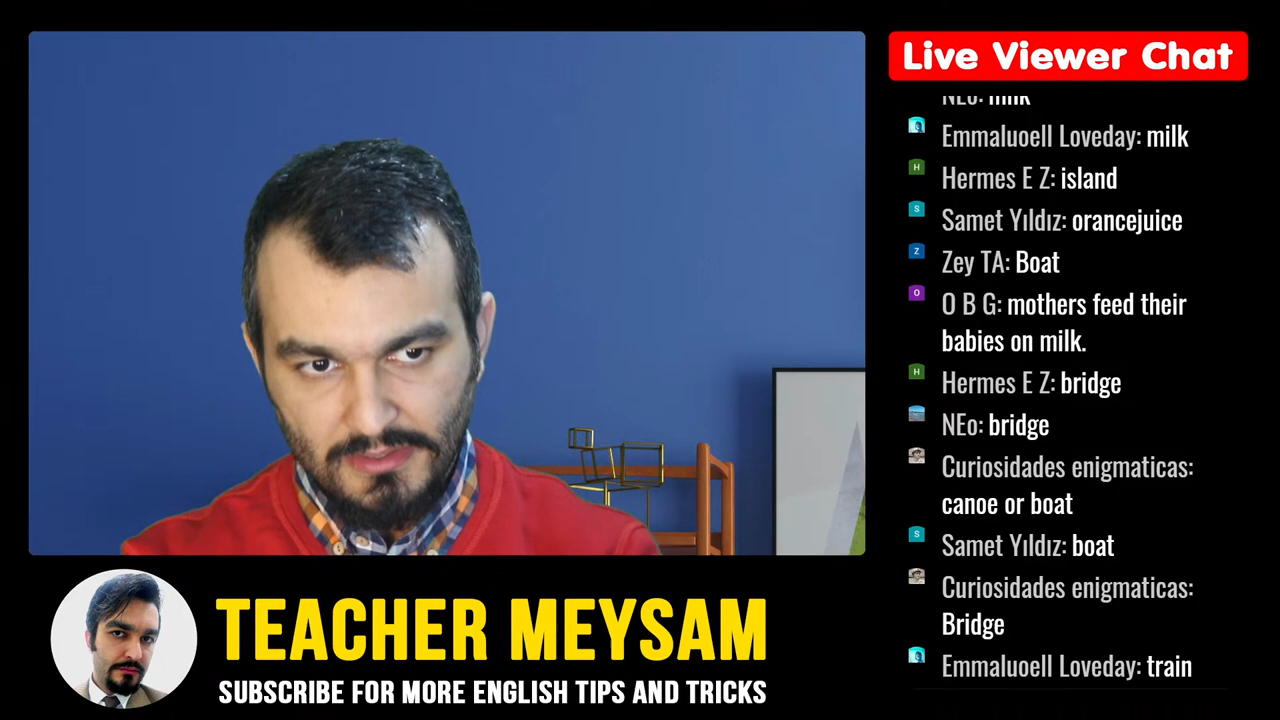 Live Viewer Chat
Emmaluoell Loveday: milk
Hermes E Z: island
Samet Yıldız: orancejuice
Zey TA: Boat
O B G: mothers feed their
babies on milk.
Hermes E Z: bridge
NEo: bridge
Curiosidades enigmaticas:
canoe or boat
Samet Yıldız: boat
Curiosidades enigmaticas:
Bridge
Emmaluoell Loveday: train
TEACHER MEYSAM
SUBSCRIBE FOR MORE ENGLISH TIPS AND TRICKS